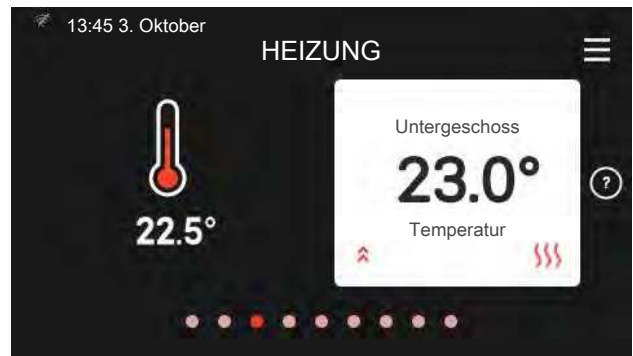 13:45 3. Oktober
HEIZUNG
Untergeschoss
23.0°
Temperatur
22.5°
?